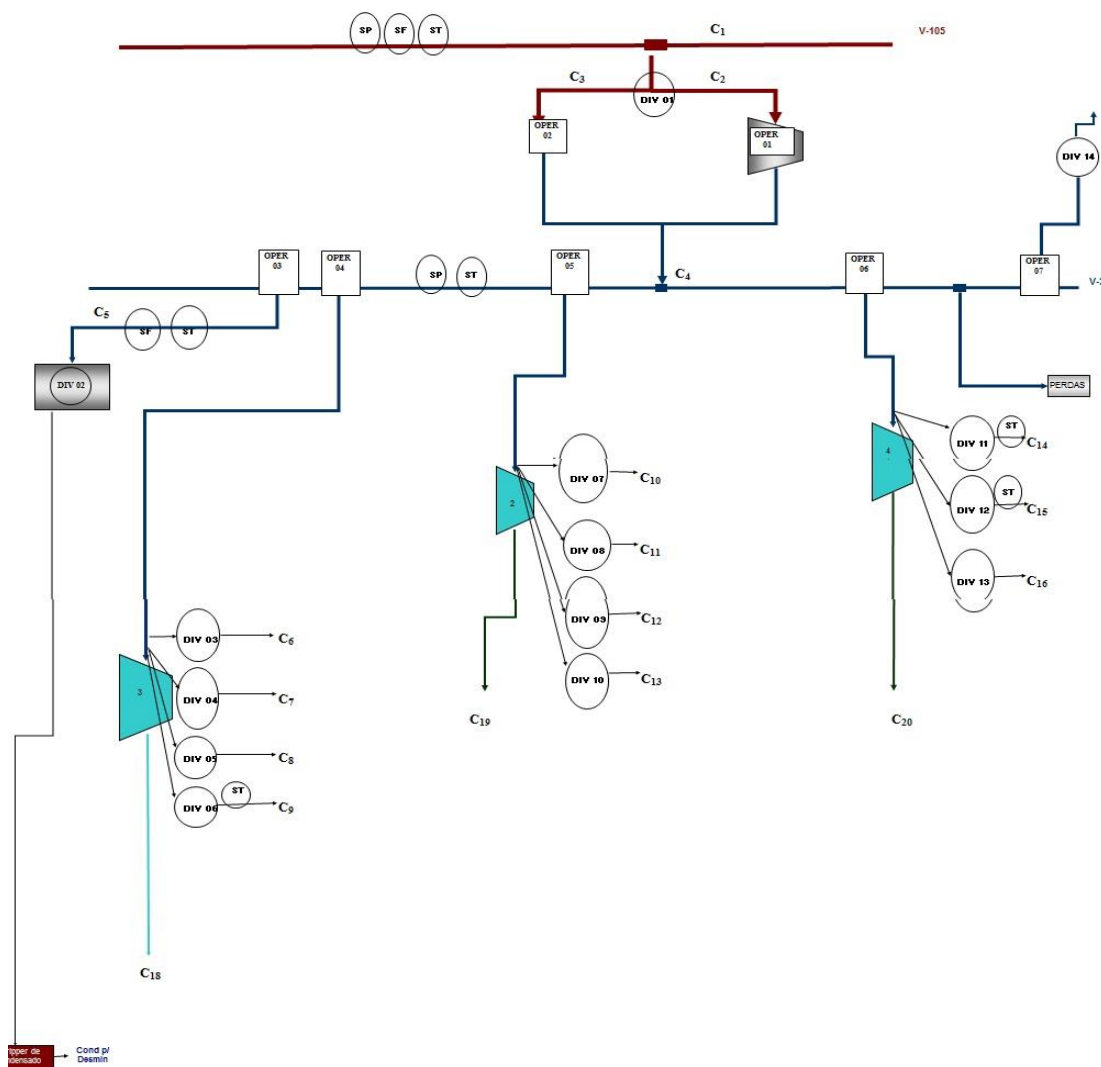 SP SF ST C1 V-105
C3 C2
DIV 01
OPER
02
OPER
01
DIV 14
OPER
03
OPER
04
SP ST
OPER
05
C4
OPER
06
OPER
07
C5
SF ST
DIV 02
PERDAS
DIV 11 ST C14
DIV 12 ST C15
DIV 13 C16
4
2
DIV 07 C10
DIV 08 C11
DIV 09 C12
DIV 10 C13
3
DIV 03 C6
DIV 04 C7
DIV 05 C8
DIV 06 ST C9
C19
C20
C18
de
Cond p/
Desmin